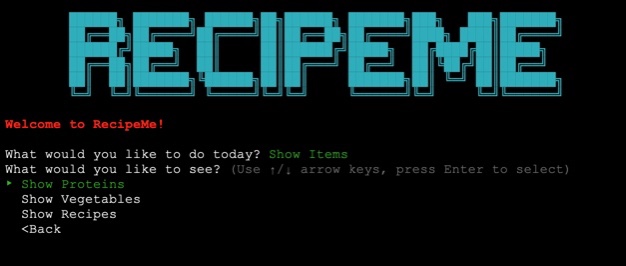 RECIPEME
Welcome to RecipeMe!
What would you like to do today? Show Items
What would you like to see? (Use ↑/↓ arrow keys, press Enter to select)
‣ Show Proteins
Show Vegetables
Show Recipes
<Back